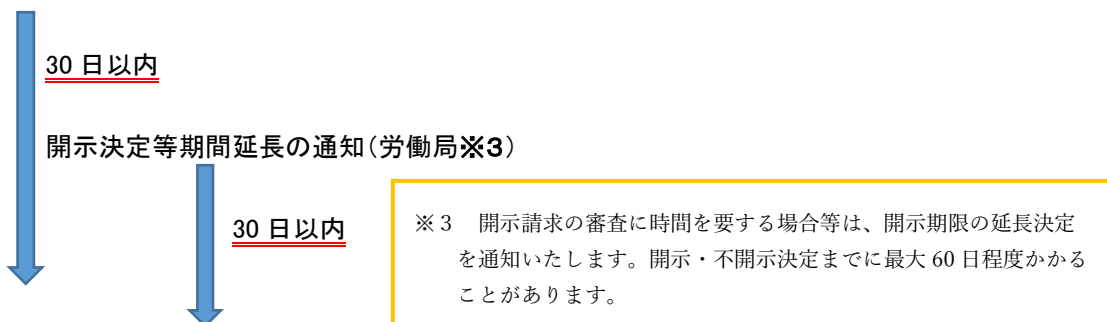 30 日以内
開示決定等期間延長の通知（労働局※３）
30 日以内
※３　開示請求の審査に時間を要する場合等は、開示期限の延長決定
を通知いたします。開示・不開示決定までに最大 60 日程度かかる
ことがあります。